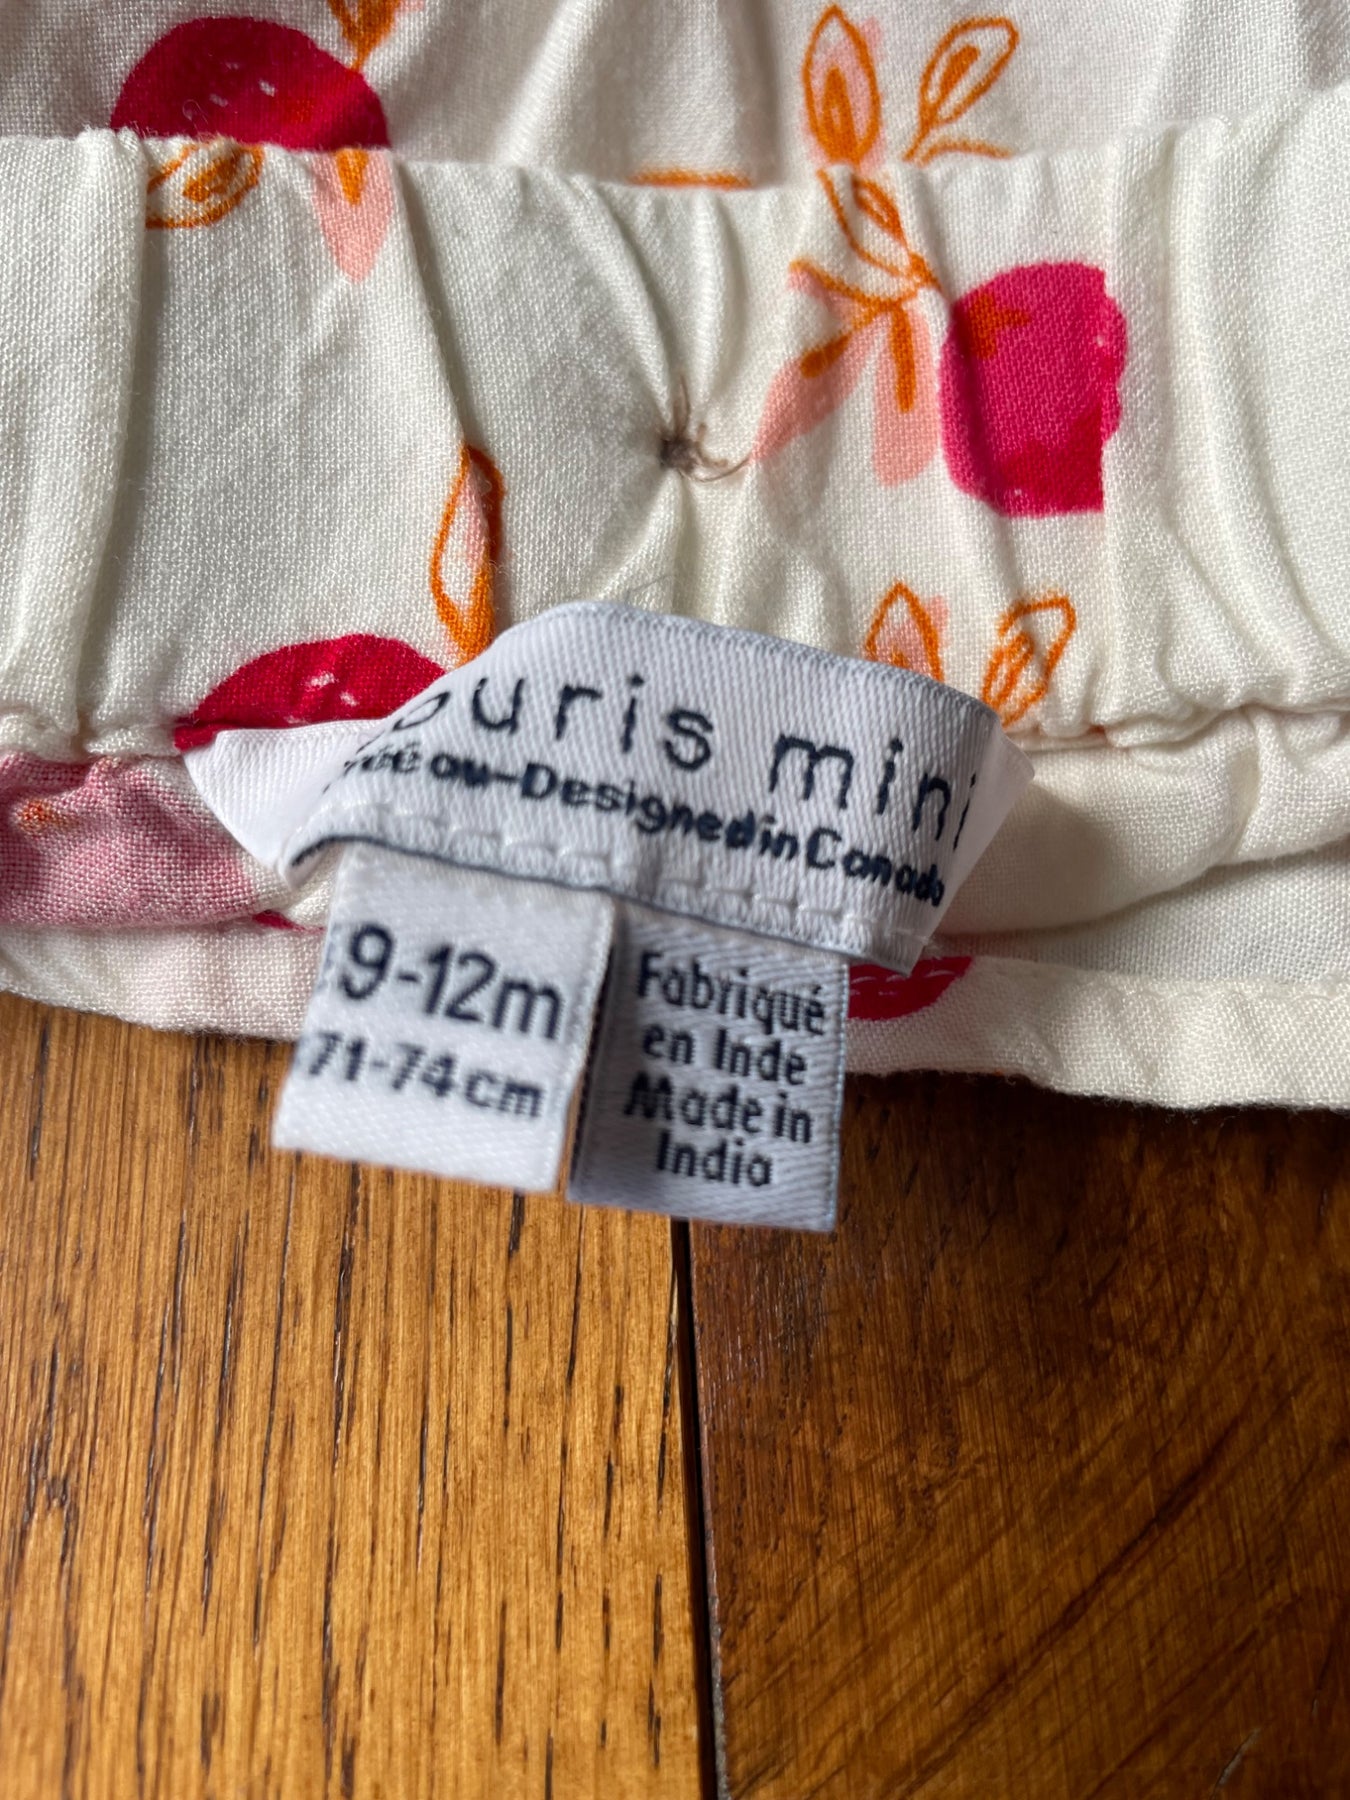 ouris mini
Designed in Canada
9-12m
71-74cm
Fabriqué
en Inde
Made in
India